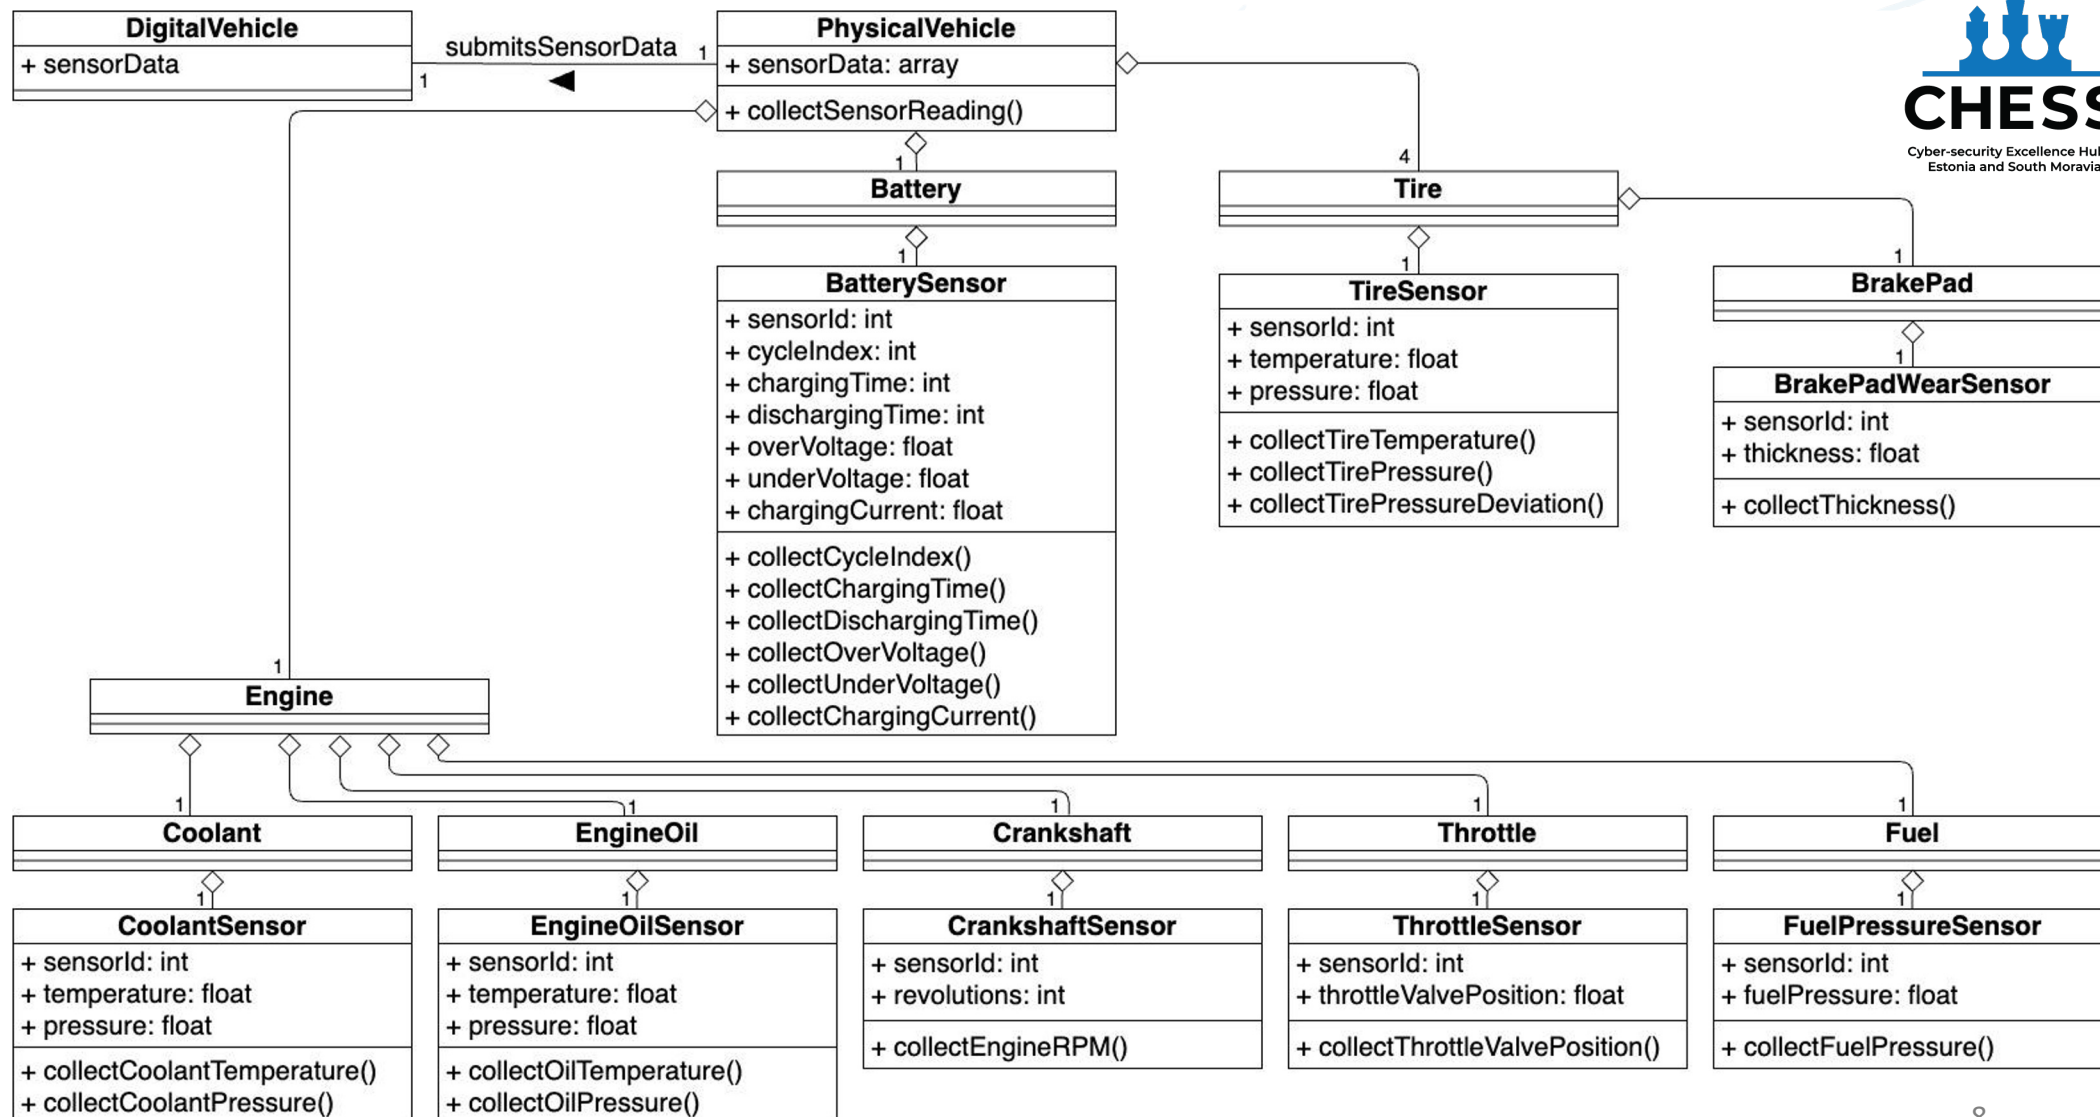 DigitalVehicle
+ sensorData
submitsSensorData
1
1
PhysicalVehicle
+ sensorData: array
+ collectSensorReading()
CHESS
Cyber-security Excellence Hu
Estonia and South Moravia
1
Battery
4
Tire
1
BatterySensor
+ sensorId: int
+ cycleIndex: int
+ chargingTime: int
+ dischargingTime: int
+ overVoltage: float
+ underVoltage: float
+ chargingCurrent: float
+ collectCycleIndex()
+ collectChargingTime()
+ collectDischargingTime()
+ collectOverVoltage()
+ collectUnderVoltage()
+ collectChargingCurrent()
1
TireSensor
+ sensorId: int
+ temperature: float
+ pressure: float
+ collectTireTemperature()
+ collectTirePressure()
+ collectTirePressureDeviation()
1
BrakePad
1
BrakePadWearSensor
+ sensorId: int
+ thickness: float
+ collectThickness()
1
Engine
1
Coolant
1
EngineOil
1
Crankshaft
1
Throttle
1
Fuel
1
CoolantSensor
+ sensorId: int
+ temperature: float
+ pressure: float
+ collectCoolantTemperature()
+ collectCoolantPressure()
1
EngineOilSensor
+ sensorId: int
+ temperature: float
+ pressure: float
+ collectOilTemperature()
+ collectOilPressure()
1
CrankshaftSensor
+ sensorId: int
+ revolutions: int
+ collectEngineRPM()
1
ThrottleSensor
+ sensorId: int
+ throttleValvePosition: float
+ collectThrottleValvePosition()
1
FuelPressureSensor
+ sensorId: int
+ fuelPressure: float
+ collectFuelPressure()
8